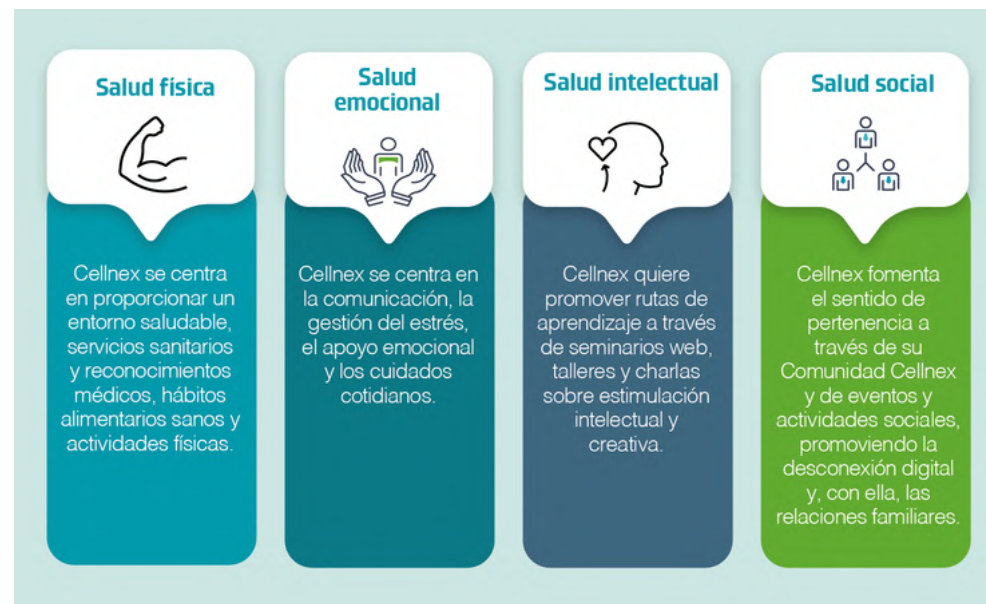 Salud física
Cellnex se centra
en proporcionar un
entorno saludable,
servicios sanitarios
y reconocimientos
médicos, hábitos
alimentarios sanos y
actividades físicas.
Salud
emocional
Cellnex se centra en
la comunicación, la
gestión del estrés,
el apoyo emocional
y los cuidados
cotidianos.
Salud intelectual
Cellnex quiere
promover rutas de
aprendizaje a través
de seminarios web,
talleres y charlas
sobre estimulación
intelectual y
creativa.
Salud social
Cellnex fomenta
el sentido de
pertenencia a
través de su
Comunidad Cellnex
y de eventos y
actividades sociales,
promoviendo la
desconexión digital
y, con ella, las
relaciones familiares.